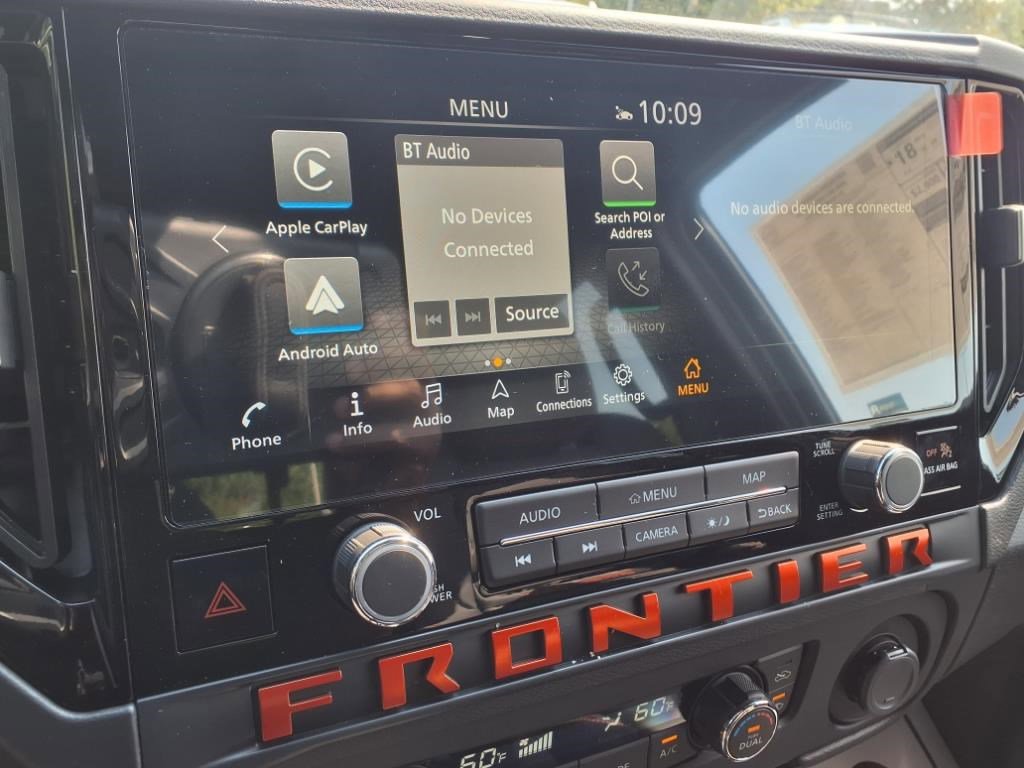 MENU
10:09
BT Audio
Apple CarPlay
BT Audio
No Devices
Connected
Source
Search POI or
Address
No audio devices are connected.
Android Auto
Call History
Phone
Info
Audio
Map
Connections
Settings
MENU
VOL
AUDIO
MENU
MAP
CAMERA
BACK
TUNE
SCROLL
ENTER
SETTING
OFF
PASS AIR BAG
FRONTIER
60°F
60°F
A/C
DUAL